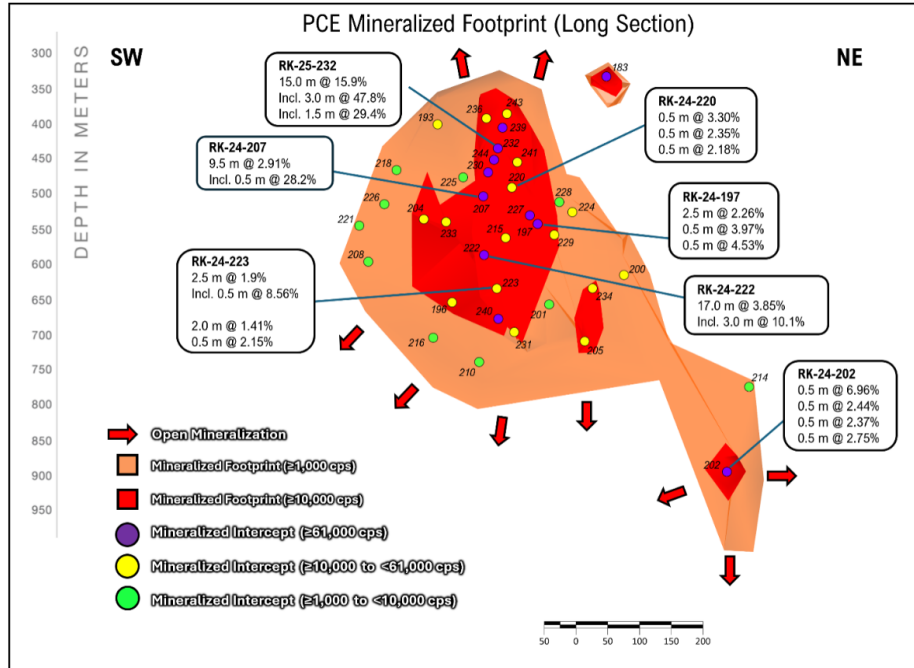 PCE Mineralized Footprint (Long Section)
SW
NE
DEPTH IN METERS
300
350
400
450
500
550
600
650
700
750
800
850
900
950
RK-25-232
15.0 m @ 15.9%
Incl. 3.0 m @ 47.8%
Incl. 1.5 m @ 29.4%
RK-24-207
9.5 m @ 2.91%
Incl. 0.5 m @ 28.2%
RK-24-223
2.5 m @ 1.9%
Incl. 0.5 m @ 8.56%
2.0 m @ 1.41%
0.5 m @ 2.15%
RK-24-220
0.5 m @ 3.30%
0.5 m @ 2.35%
0.5 m @ 2.18%
RK-24-197
2.5 m @ 2.26%
0.5 m @ 3.97%
0.5 m @ 4.53%
RK-24-222
17.0 m @ 3.85%
Incl. 3.0 m @ 10.1%
RK-24-202
0.5 m @ 6.96%
0.5 m @ 2.44%
0.5 m @ 2.37%
0.5 m @ 2.75%
183
193
236
243
239
232
244
241
230
218
225
220
226
207
228
224
204
227
221
233
215
197
229
222
208
200
223
234
196
240
201
231
205
216
210
214
202
Open Mineralization
Mineralized Footprint (≥1,000 cps)
Mineralized Footprint (≥10,000 cps)
Mineralized Intercept (≥61,000 cps)
Mineralized Intercept (≥10,000 to <61,000 cps)
Mineralized Intercept (≥1,000 to <10,000 cps)
50 0 50 100 150 200